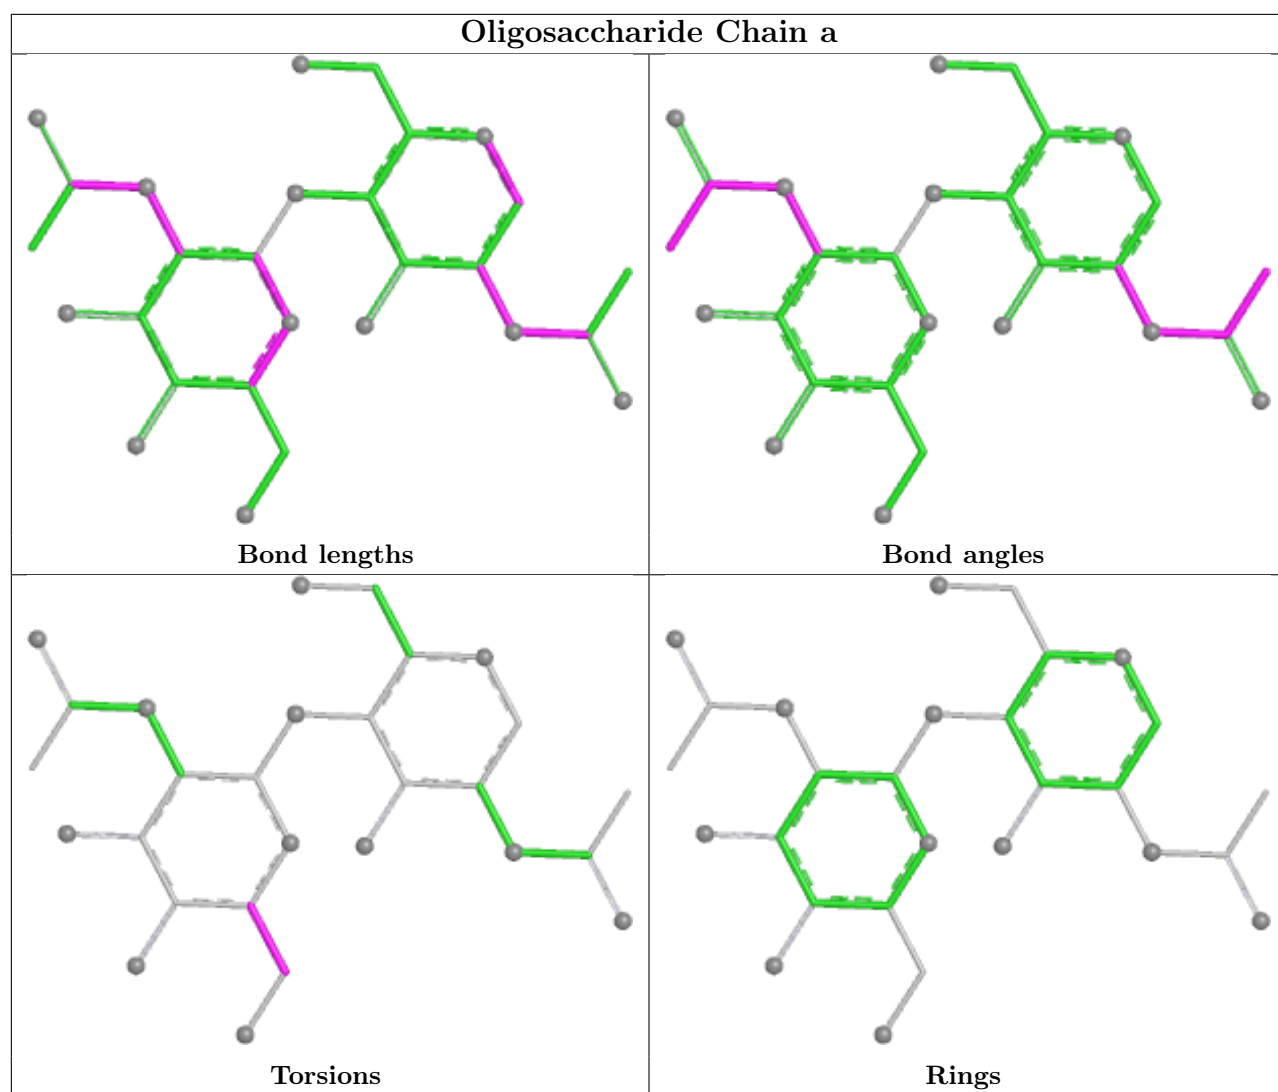 Oligosaccharide Chain a
Bond lengths
Bond angles
Torsions
Rings